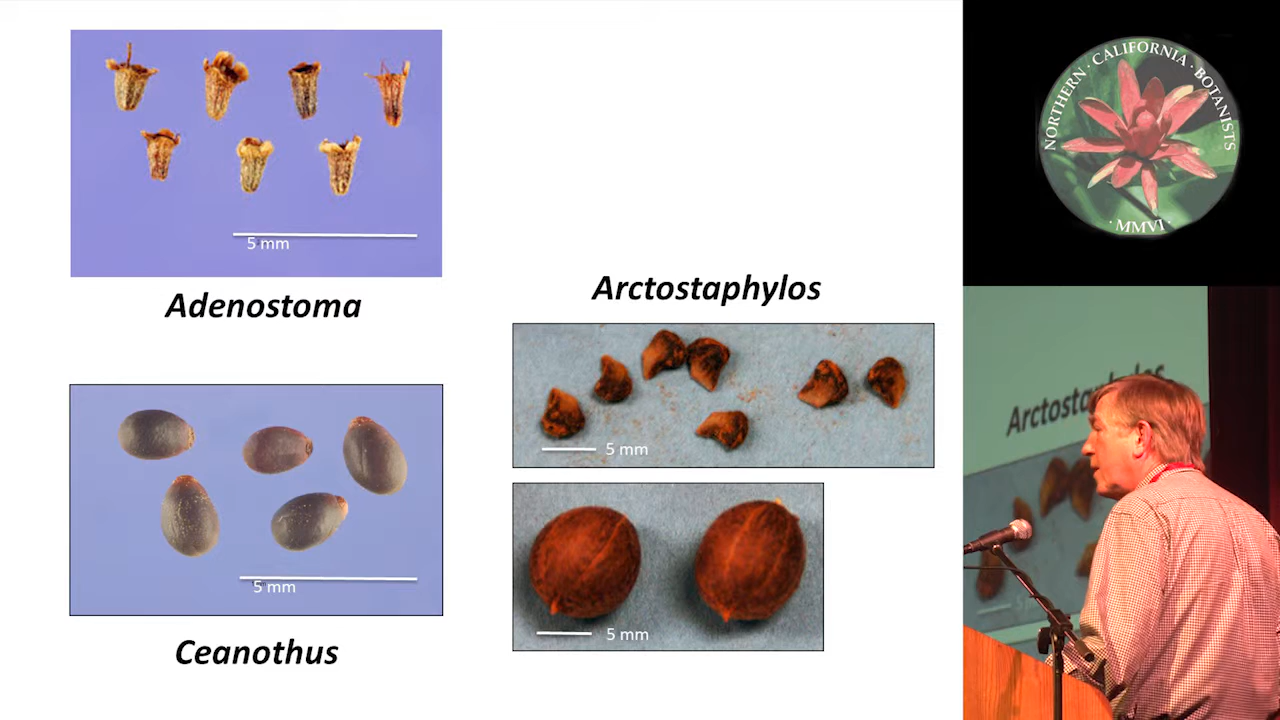 5 mm
Adenostoma
5 mm
Ceanothus
Arctostaphylos
5 mm
5 mm
NORTHERN · CALIFORNIA · BOTANISTS
· MMVI ·